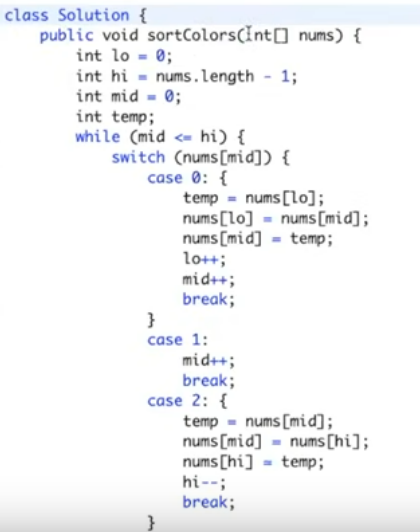 class Solution {
    public void sortColors(int[] nums) {
        int lo = 0;
        int hi = nums.length - 1;
        int mid = 0;
        int temp;
        while (mid <= hi) {
            switch (nums[mid]) {
                case 0: {
                    temp = nums[lo];
                    nums[lo] = nums[mid];
                    nums[mid] = temp;
                    lo++;
                    mid++;
                    break;
                }
                case 1:
                    mid++;
                    break;
                case 2: {
                    temp = nums[mid];
                    nums[mid] = nums[hi];
                    nums[hi] = temp;
                    hi--;
                    break;
                }